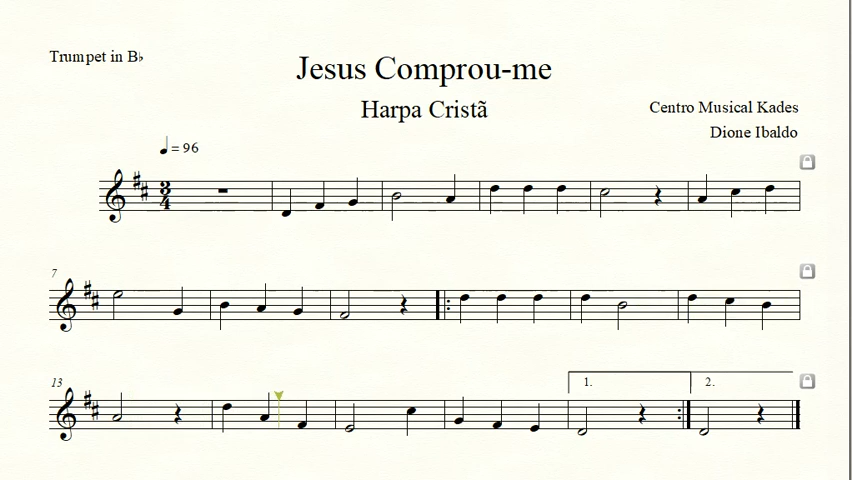 Trumpet in B♭
Jesus Comprou-me
Harpa Cristã
Centro Musical Kades
Dione Ibaldo
= 96
3
4
7
13
1.
2.